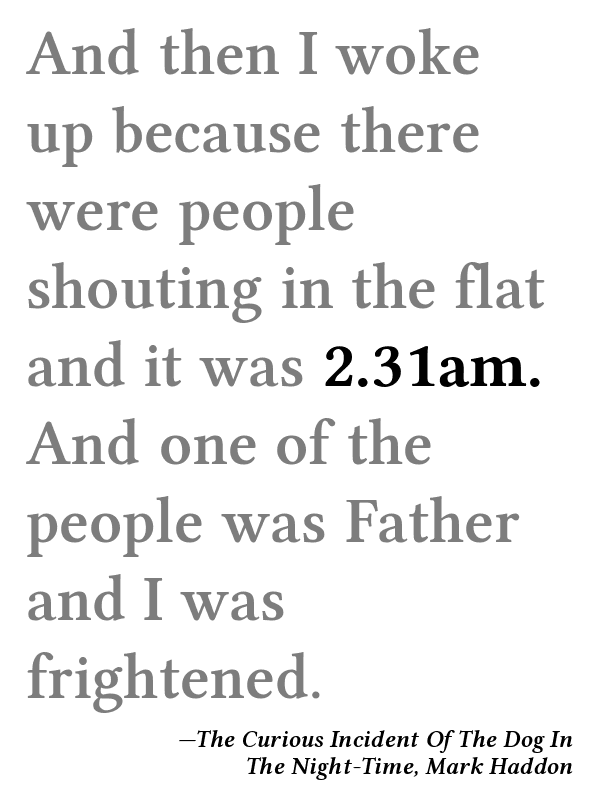 And then I woke
up because there
were people
shouting in the flat
and it was 2.31am.
And one of the
people was Father
and I was
frightened.
—The Curious Incident Of The Dog In
The Night-Time, Mark Haddon